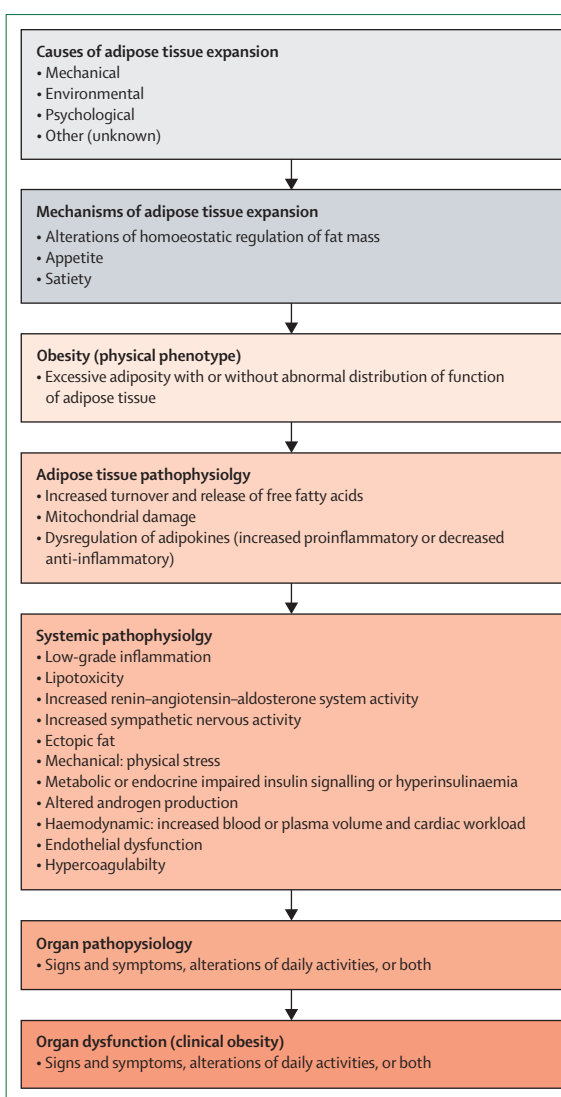 Causes of adipose tissue expansion
• Mechanical
• Environmental
• Psychological
• Other (unknown)
Mechanisms of adipose tissue expansion
• Alterations of homoeostatic regulation of fat mass
• Appetite
• Satiety
Obesity (physical phenotype)
• Excessive adiposity with or without abnormal distribution of function
of adipose tissue
Adipose tissue pathophysiolgy
• Increased turnover and release of free fatty acids
• Mitochondrial damage
• Dysregulation of adipokines (increased proinflammatory or decreased
anti-inflammatory)
Systemic pathophysiolgy
• Low-grade inflammation
• Lipotoxicity
• Increased renin–angiotensin–aldosterone system activity
• Increased sympathetic nervous activity
• Ectopic fat
• Mechanical: physical stress
• Metabolic or endocrine impaired insulin signalling or hyperinsulinaemia
• Altered androgen production
• Haemodynamic: increased blood or plasma volume and cardiac workload
• Endothelial dysfunction
• Hypercoagulabilty
Organ pathopysiology
• Signs and symptoms, alterations of daily activities, or both
Organ dysfunction (clinical obesity)
• Signs and symptoms, alterations of daily activities, or both